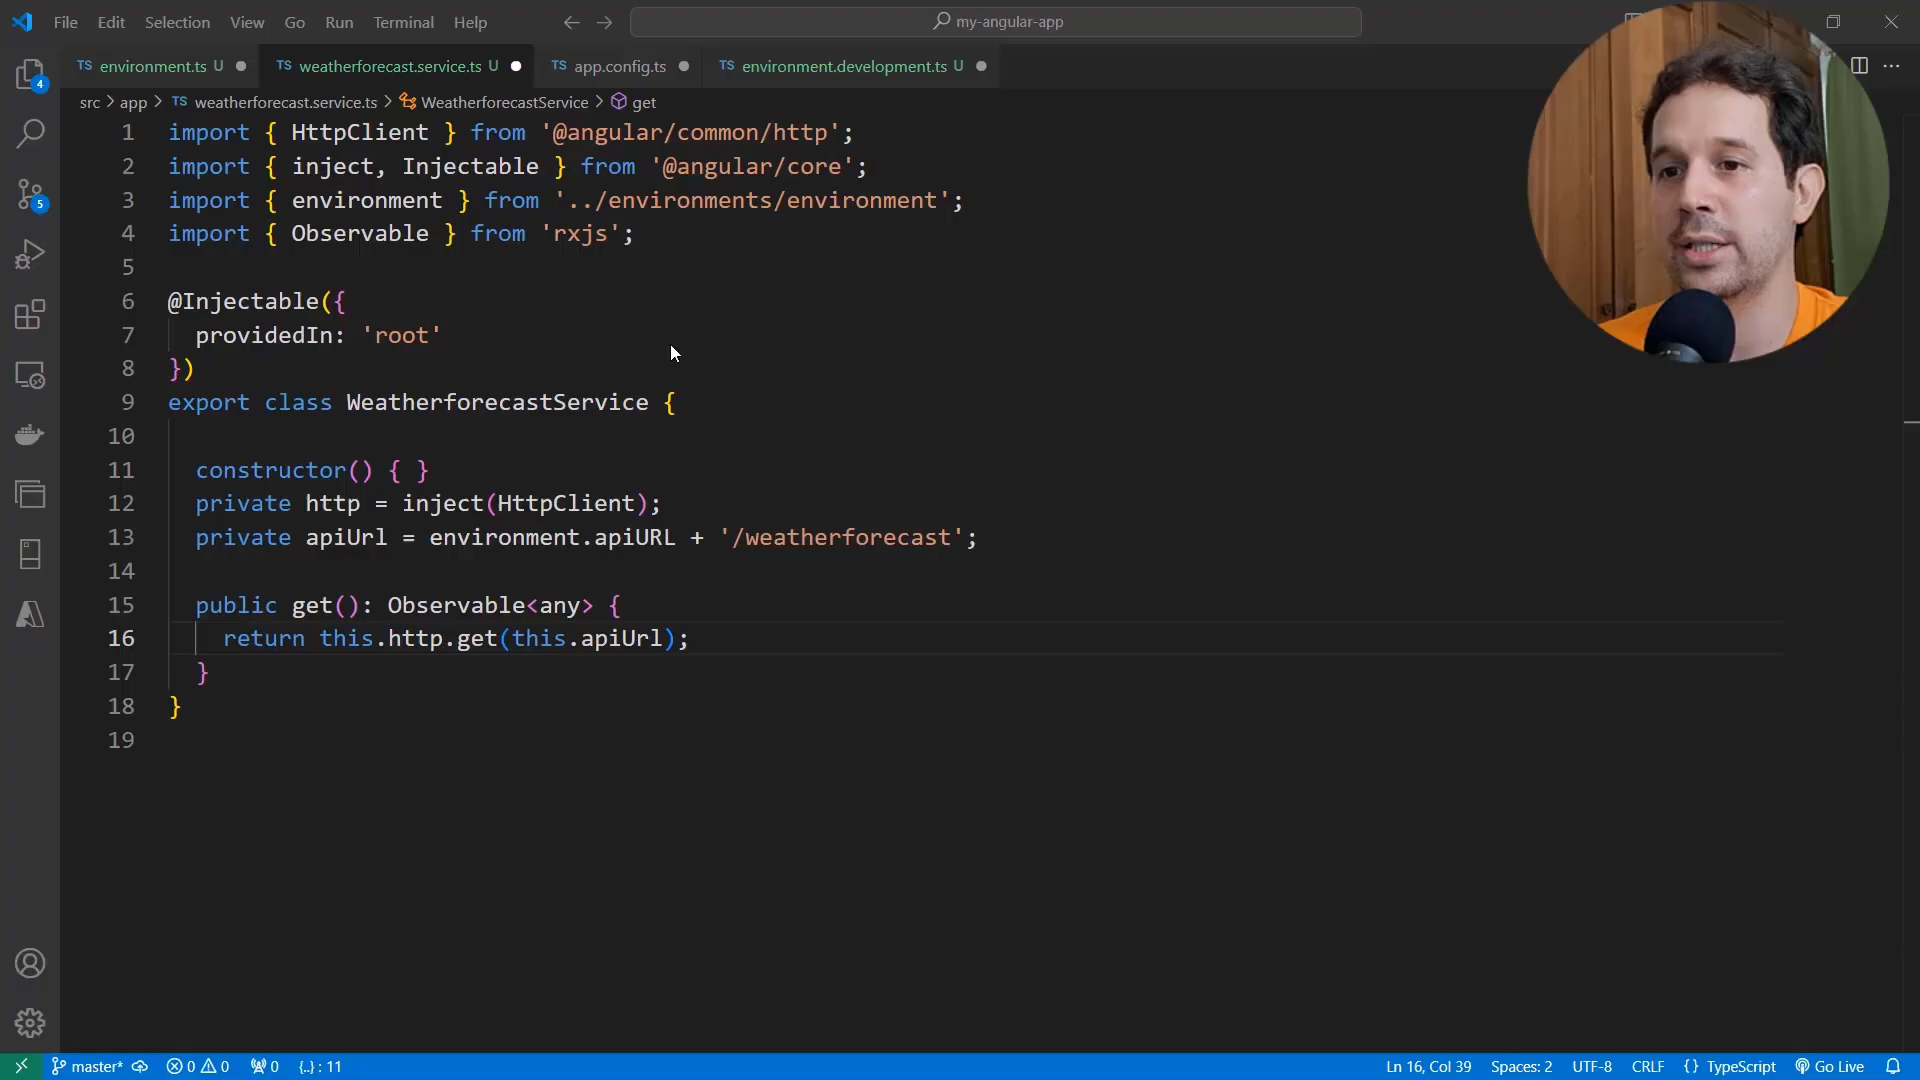 File Edit Selection View Go Run Terminal Help
my-angular-app
TS environment.ts U
TS weatherforecast.service.ts U
TS app.config.ts
TS environment.development.ts U
src > app > TS weatherforecast.service.ts > WeatherforecastService > get
1 import { HttpClient } from '@angular/common/http';
2 import { inject, Injectable } from '@angular/core';
3 import { environment } from '../environments/environment';
4 import { Observable } from 'rxjs';
5
6 @Injectable({
7 providedIn: 'root'
8 })
9 export class WeatherforecastService {
10
11 constructor() { }
12 private http = inject(HttpClient);
13 private apiUrl = environment.apiURL + '/weatherforecast';
14
15 public get(): Observable<any> {
16 return this.http.get(this.apiUrl);
17 }
18 }
19
4
5
master* 0 0 0 {..} : 11
Ln 16, Col 39 Spaces: 2 UTF-8 CRLF {} TypeScript Go Live